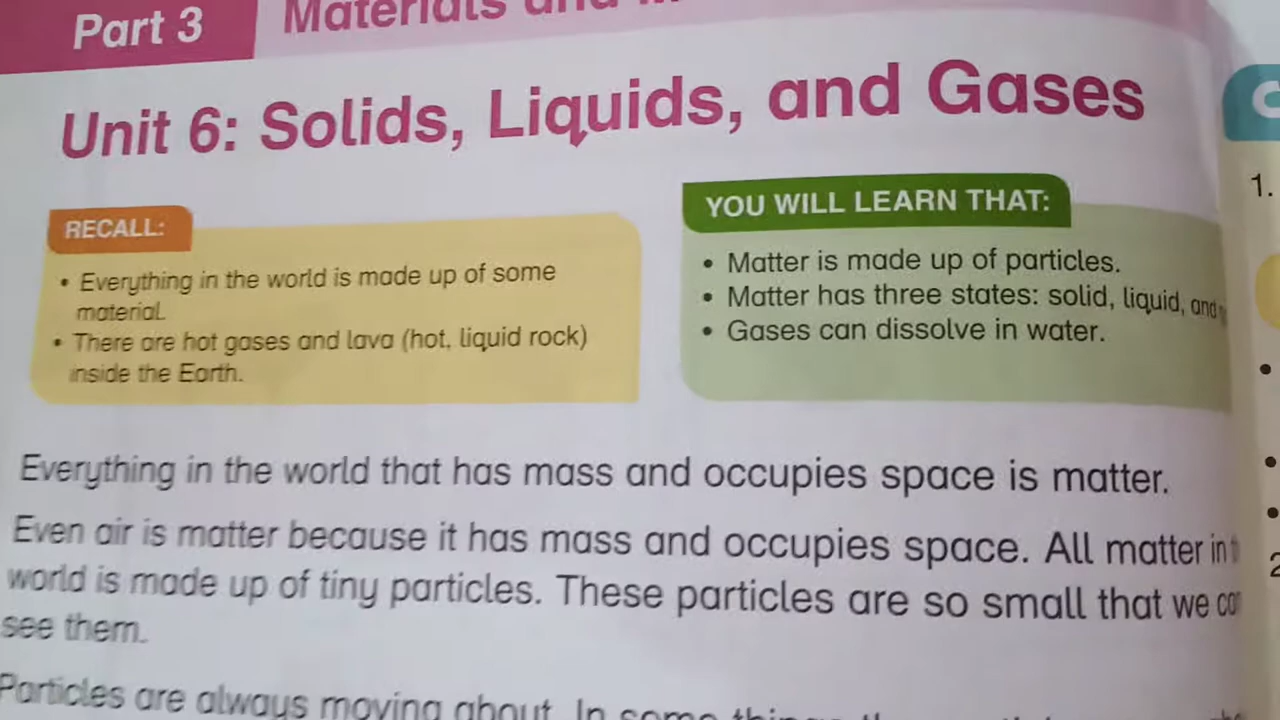 Part 3
Materials and
Unit 6: Solids, Liquids, and Gases
RECALL:
• Everything in the world is made up of some
material.
• There are hot gases and lava (hot, liquid rock)
inside the Earth.
YOU WILL LEARN THAT:
• Matter is made up of particles.
• Matter has three states: solid, liquid, and
• Gases can dissolve in water.
Everything in the world that has mass and occupies space is matter.
Even air is matter because it has mass and occupies space. All matter in
world is made up of tiny particles. These particles are so small that we
see them.
Particles are always moving about. In some things
1.